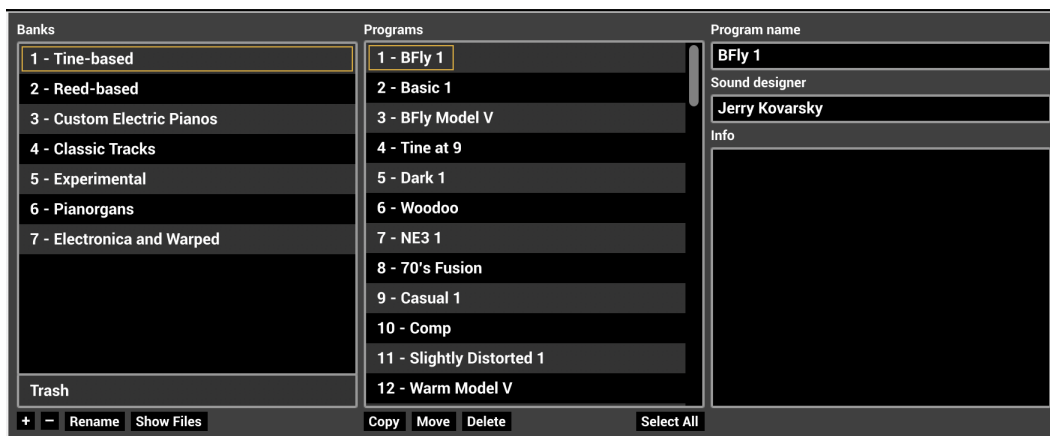 Banks
1 - Tine-based
2 - Reed-based
3 - Custom Electric Pianos
4 - Classic Tracks
5 - Experimental
6 - Pianorgans
7 - Electronica and Warped
Trash
+ - Rename Show Files
Programs
1 - BFly 1
2 - Basic 1
3 - BFly Model V
4 - Tine at 9
5 - Dark 1
6 - Woodoo
7 - NE3 1
8 - 70's Fusion
9 - Casual 1
10 - Comp
11 - Slightly Distorted 1
12 - Warm Model V
Copy Move Delete Select All
Program name
BFly 1
Sound designer
Jerry Kovarsky
Info